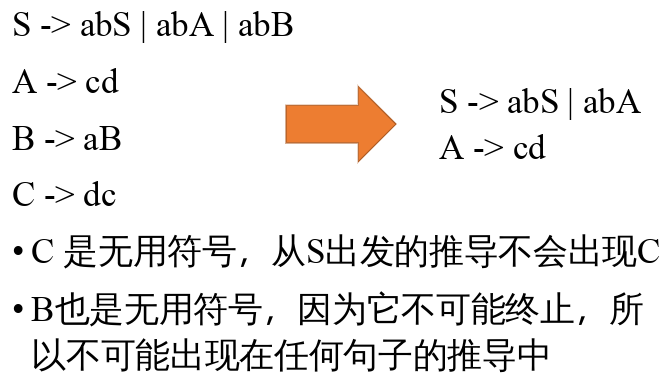 S -> abS | abA | abB
A -> cd
B -> aB
C -> dc
S -> abS | abA
A -> cd
• C 是无用符号，从S出发的推导不会出现C
• B也是无用符号，因为它不可能终止，所
以不可能出现在任何句子的推导中